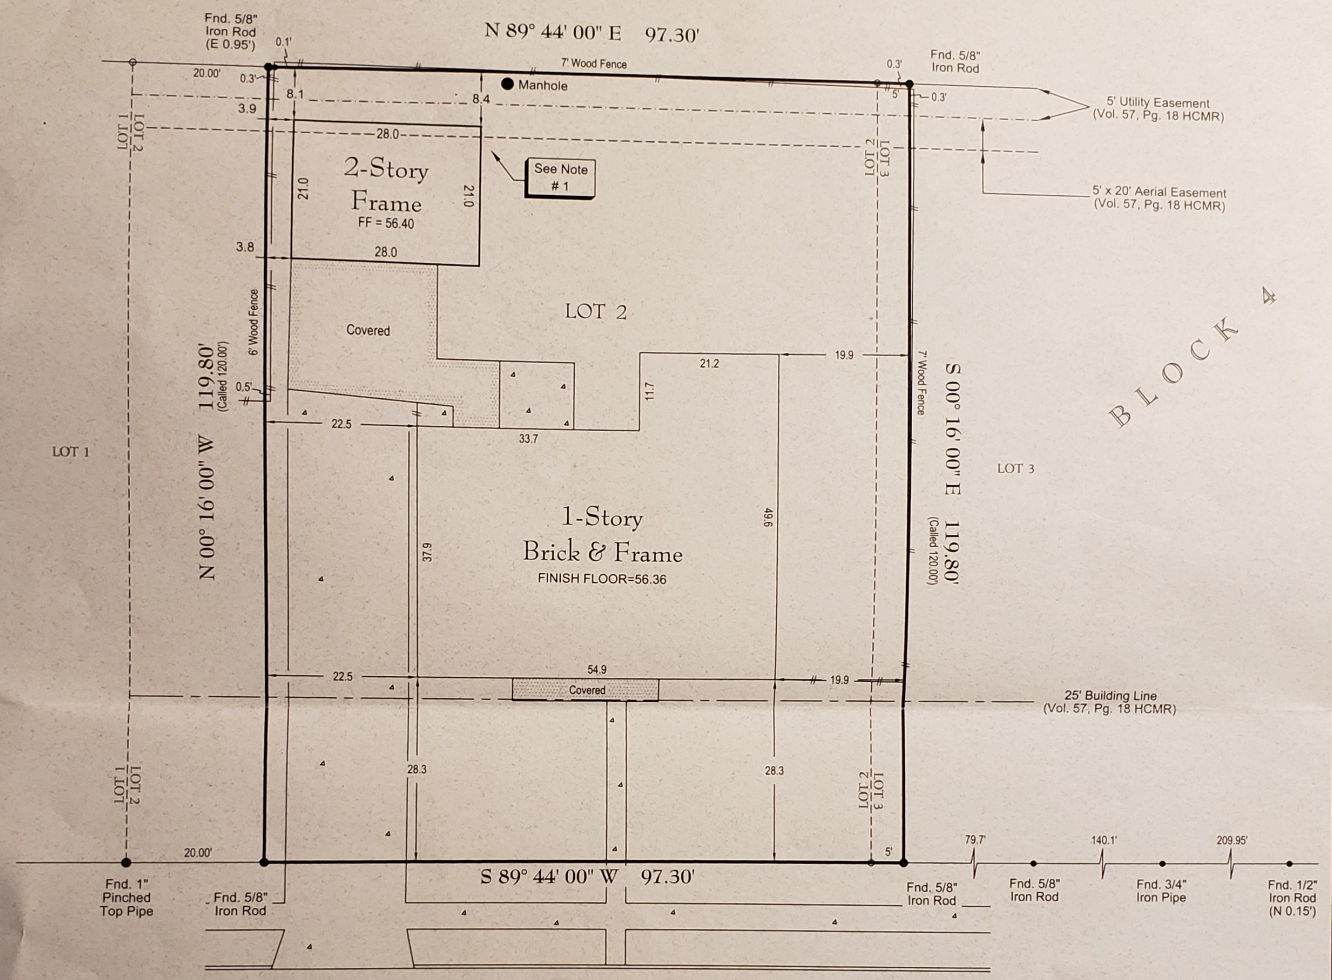 Fnd. 5/8"
Iron Rod
(E 0.95')
0.1'
N 89° 44' 00" E 97.30'
7' Wood Fence
0.3'
Fnd. 5/8"
Iron Rod
20.00'
0.3'
8.1
8.4
Manhole
5'
0.3'
5' Utility Easement
(Vol. 57, Pg. 18 HCMR)
3.9
LOT 2
LOT 1
28.0
LOT 3
LOT 2
See Note
# 1
2-Story
Frame
FF = 56.40
21.0
21.0
5' x 20' Aerial Easement
(Vol. 57, Pg. 18 HCMR)
3.8
28.0
6' Wood Fence
Covered
LOT 2
BLOCK 4
N 00° 16' 00" W 119.80'
(Called 120.00')
0.5'
21.2
19.9
11.7
7' Wood Fence
S 00° 16' 00" E 119.80'
(Called 120.00')
22.5
33.7
LOT 1
LOT 3
1-Story
Brick & Frame
FINISH FLOOR=56.36
37.9
49.6
22.5
54.9
19.9
Covered
25' Building Line
(Vol. 57, Pg. 18 HCMR)
LOT 2
LOT 1
28.3
28.3
LOT 3
LOT 2
20.00'
5'
79.7'
140.1'
209.95'
S 89° 44' 00" W 97.30'
Fnd. 1"
Pinched
Top Pipe
Fnd. 5/8"
Iron Rod
Fnd. 5/8"
Iron Rod
Fnd. 5/8"
Iron Rod
Fnd. 3/4"
Iron Pipe
Fnd. 1/2"
Iron Rod
(N 0.15')